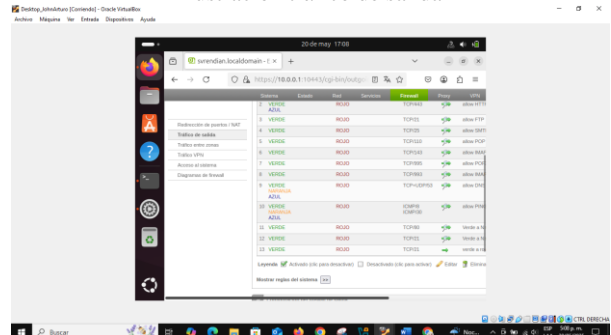 Desktop_JohnArturo [Corriendo] - Oracle VirtualBox
Archivo Máquina Ver Entrada Dispositivos Ayuda
20 de may 17:08
svrendian.localdomain - E
https://10.0.0.1:10443/cgi-bin/outg
Sistema Estado Red Servicios Firewall Proxy VPN
Redirección de puertos / NAT
Tráfico de salida
Tráfico entre zonas
Tráfico VPN
Acceso al sistema
Diagramas de firewall
2 VERDE ROJO TCP/443 allow HTTP
AZUL
3 VERDE ROJO TCP/21 allow FTP
4 VERDE ROJO TCP/25 allow SMT
5 VERDE ROJO TCP/110 allow POP
6 VERDE ROJO TCP/143 allow IMAP
7 VERDE ROJO TCP/995 allow POP
8 VERDE ROJO TCP/993 allow IMA
9 VERDE ROJO TCP+UDP/53 allow DNS
NARANJA
AZUL
10 VERDE ROJO ICMP/8 allow PING
NARANJA ICMP/30
AZUL
11 VERDE ROJO TCP/80
12 VERDE ROJO TCP/21
13 VERDE ROJO TCP/21
Leyenda Activado (clic para desactivar) Desactivado (clic para activar) Editar Elimina
Mostrar reglas del sistema >>
CTRL DERECHA
Buscar
ESP 5:08 p. m.